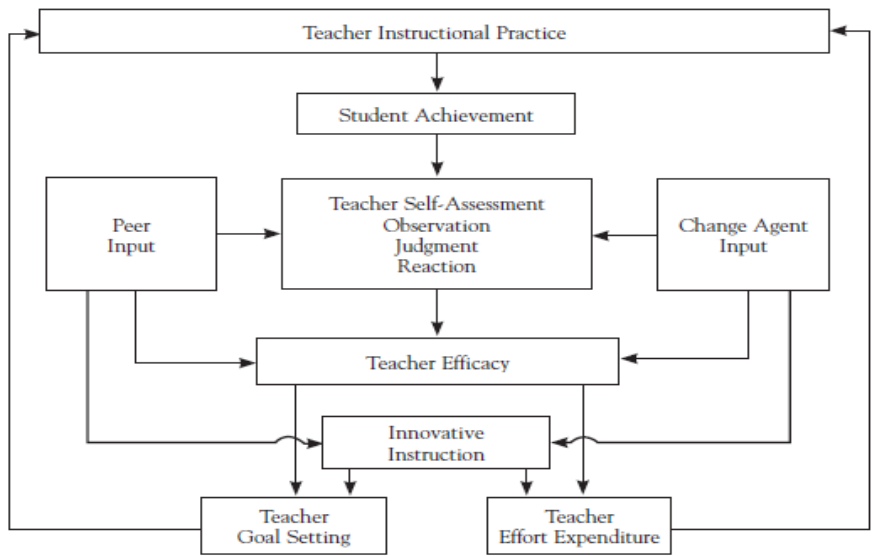 Teacher Instructional Practice
Student Achievement
Peer
Input
Teacher Self-Assessment
Observation
Judgment
Reaction
Change Agent
Input
Teacher Efficacy
Innovative
Instruction
Teacher
Goal Setting
Teacher
Effort Expenditure